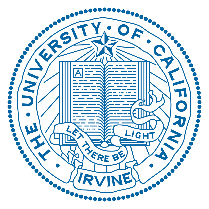 THE · UNIVERSITY · OF · CALIFORNIA
A
LET THERE BE LIGHT
IRVINE